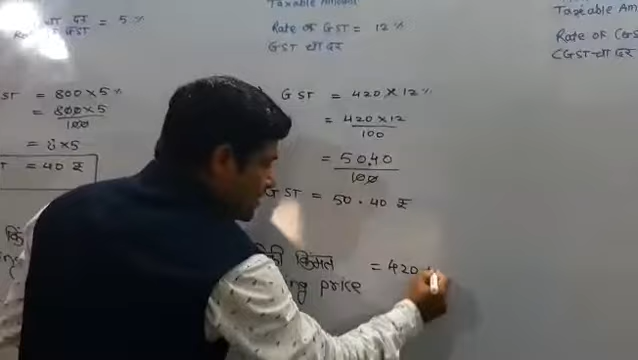 दर = 5 %
GST
ST = 800 x 5 %
= 800 x 5
100
= 8 x 5
T = 40 ₹
Taxable Amount
Rate of GST = 12 %
GST चा दर
GST = 420 x 12 %
= 420 x 12
100
= 50.40
100
GST = 50.40 ₹
किंमत = 420
price
Taxable Am
Rate of CGS
CGST चा दर